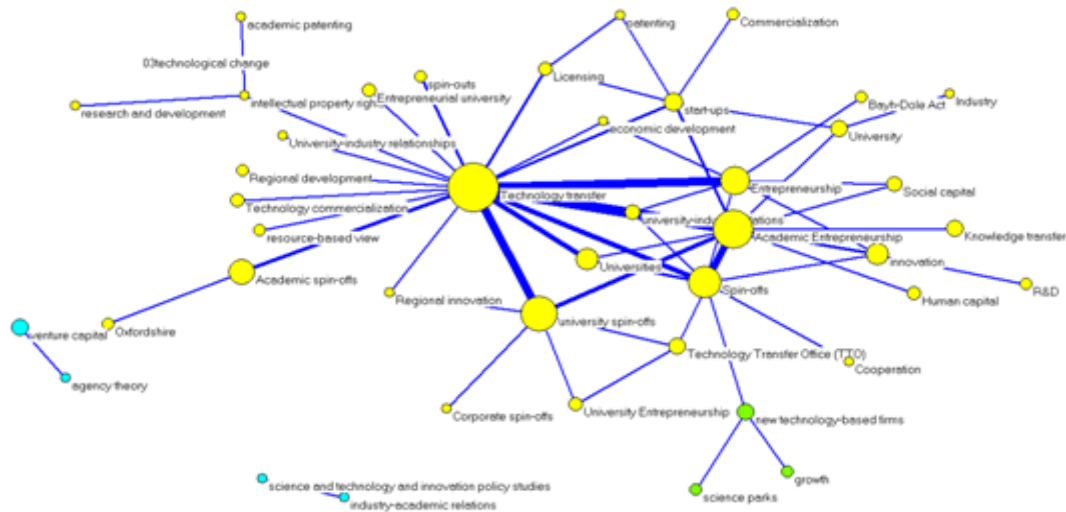 academic patenting
patenting
Commercialization
03technological change
Licensing
spin-outs
research and development
intellectual property rights
Entrepreneurial university
start-ups
Bayh-Dole Act
Industry
economic development
University-industry relationships
University
Regional development
Technology transfer
Entrepreneurship
Social capital
Technology commercialization
university-industry relations
resource-based view
Academic Entrepreneurship
Knowledge transfer
Universities
innovation
Academic spin-offs
Spin-offs
R&D
Regional innovation
Human capital
university spin-offs
Oxfordshire
venture capital
Technology Transfer Office (TTO)
Cooperation
agency theory
Corporate spin-offs
University Entrepreneurship
new technology-based firms
growth
science and technology and innovation policy studies
science parks
industry-academic relations